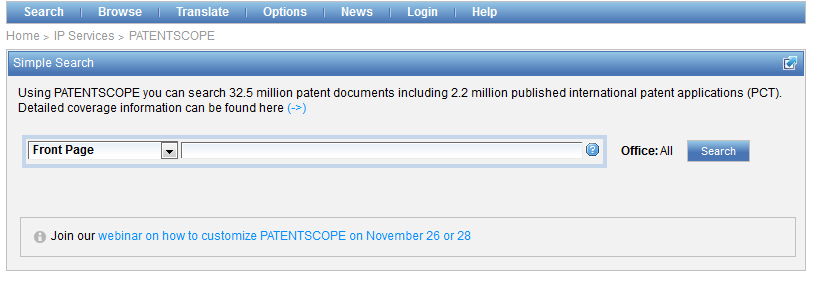 Search Browse Translate Options News Login Help
Home > IP Services > PATENTSCOPE
Simple Search
Using PATENTSCOPE you can search 32.5 million patent documents including 2.2 million published international patent applications (PCT).
Detailed coverage information can be found here (->)
Front Page ? Office: All Search
i Join our webinar on how to customize PATENTSCOPE on November 26 or 28